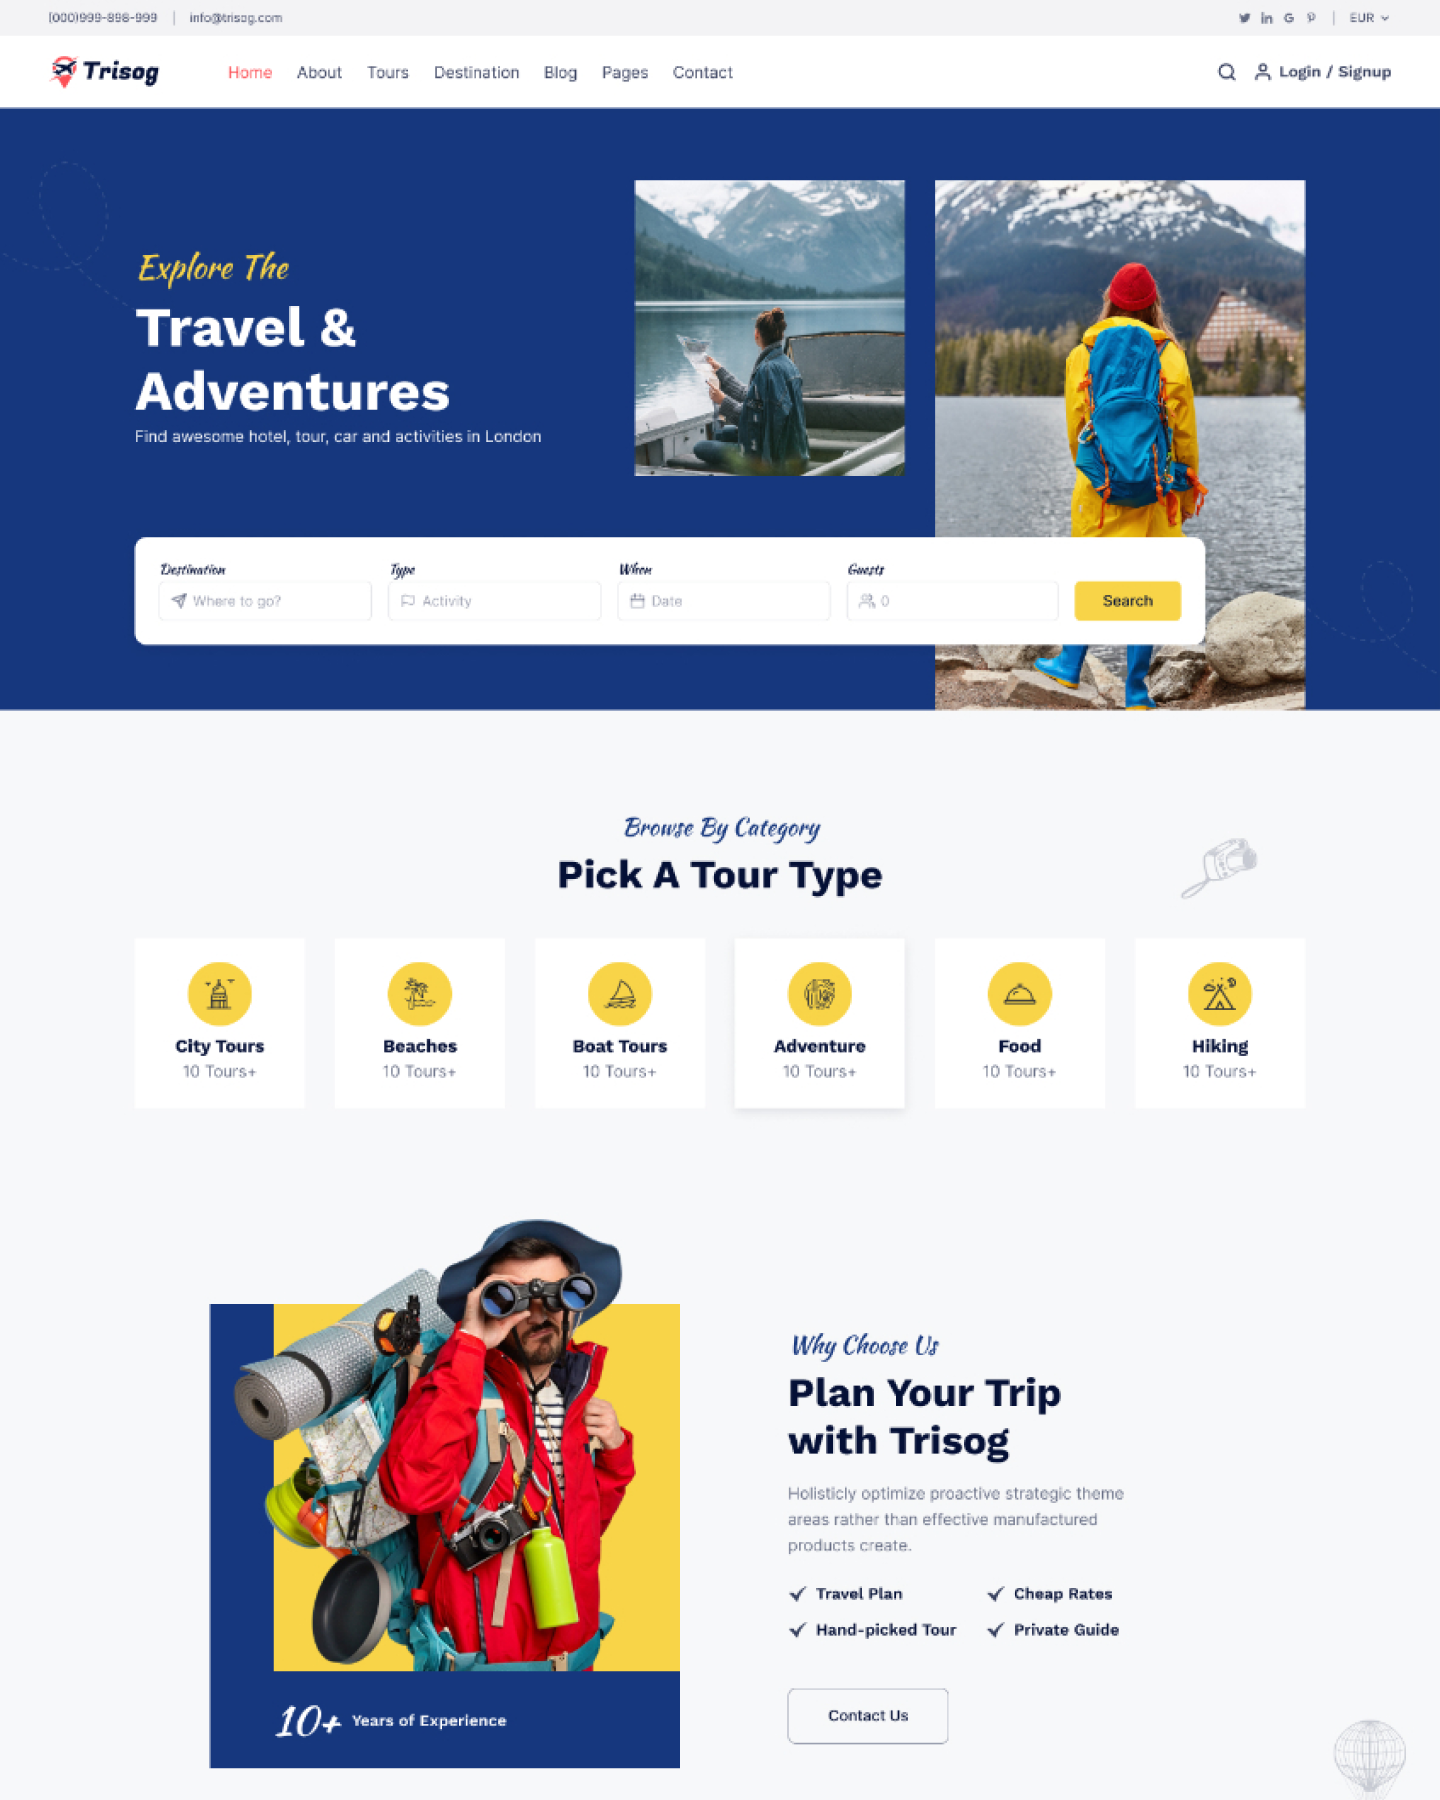 (000)999-898-999 | info@trisog.com
EUR
Trisog
Home About Tours Destination Blog Pages Contact
Login / Signup
Explore The
Travel &
Adventures
Find awesome hotel, tour, car and activities in London
Destination Type When Guests
Where to go? Activity Date 0 Search
Browse By Category
Pick A Tour Type
City Tours Beaches Boat Tours Adventure Food Hiking
10 Tours+ 10 Tours+ 10 Tours+ 10 Tours+ 10 Tours+ 10 Tours+
Why Choose Us
Plan Your Trip
with Trisog
Holisticly optimize proactive strategic theme
areas rather than effective manufactured
products create.
Travel Plan Cheap Rates
Hand-picked Tour Private Guide
Contact Us
10+ Years of Experience